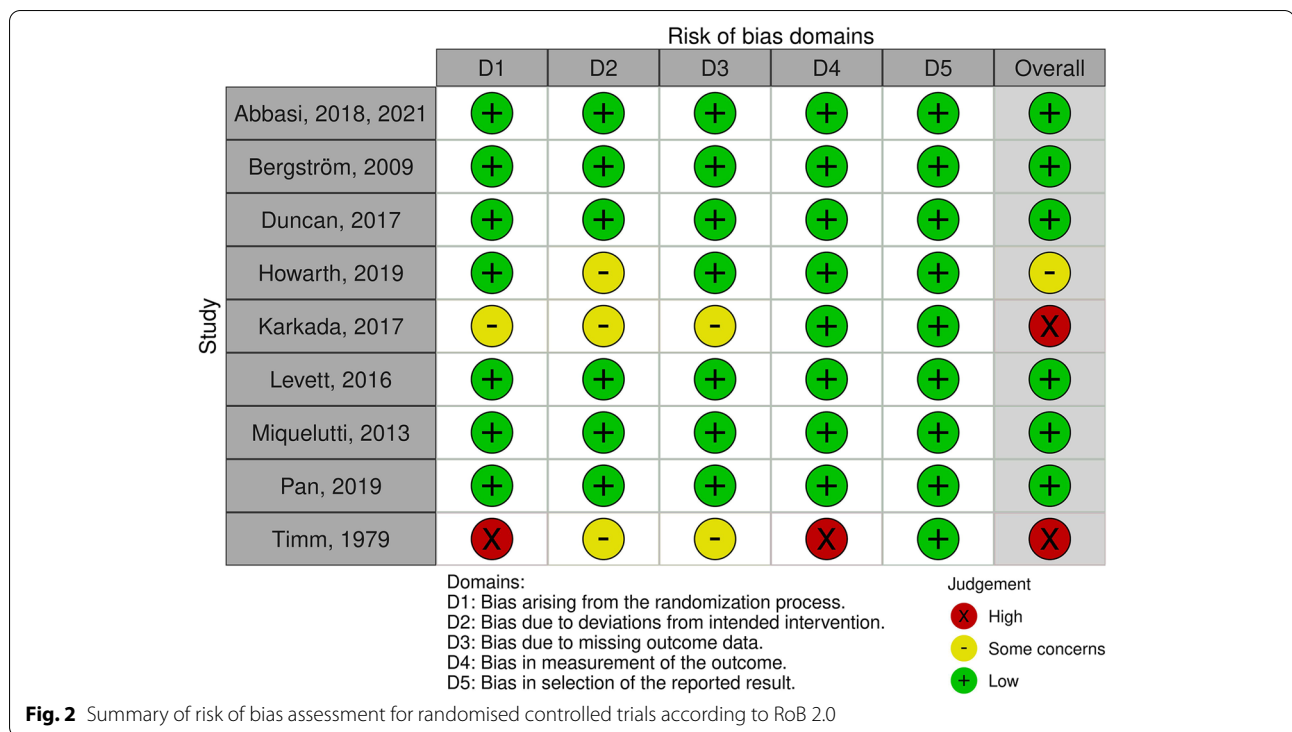 Risk of bias domains
D1 D2 D3 D4 D5 Overall
Study
Abbasi, 2018, 2021 + + + + + +
Bergström, 2009 + + + + + +
Duncan, 2017 + + + + + +
Howarth, 2019 + - + + + -
Karkada, 2017 - - - + + X
Levett, 2016 + + + + + +
Miquelutti, 2013 + + + + + +
Pan, 2019 + + + + + +
Timm, 1979 X - - X + X
Domains:
D1: Bias arising from the randomization process.
D2: Bias due to deviations from intended intervention.
D3: Bias due to missing outcome data.
D4: Bias in measurement of the outcome.
D5: Bias in selection of the reported result.
Judgement
X High
- Some concerns
+ Low
Fig. 2 Summary of risk of bias assessment for randomised controlled trials according to RoB 2.0